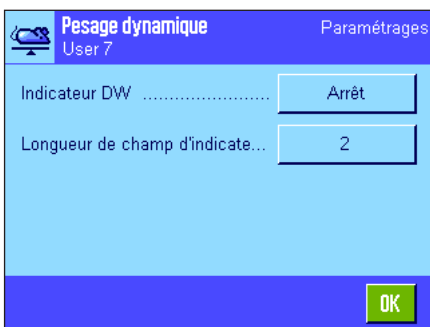 Pesage dynamique
Paramétrages
User 7
Indicateur DW ........................ Arrêt
Longueur de champ d'indicate... 2
OK